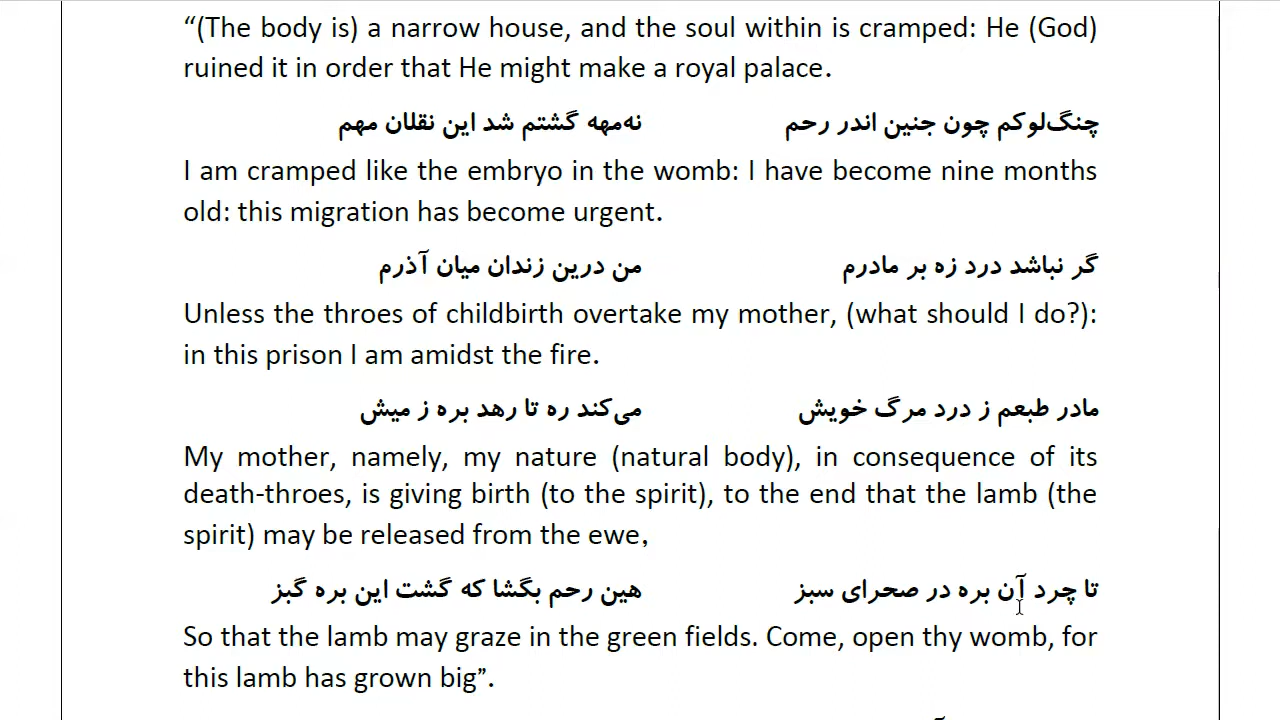 “(The body is) a narrow house, and the soul within is cramped: He (God)
ruined it in order that He might make a royal palace.
چنگ‌لوکم چون جنین اندر رحم نه‌مهه گشتم شد این نقلان مهم
I am cramped like the embryo in the womb: I have become nine months
old: this migration has become urgent.
گر نباشد درد زه بر مادرم من درین زندان میان آذرم
Unless the throes of childbirth overtake my mother, (what should I do?):
in this prison I am amidst the fire.
مادر طبعم ز درد مرگ خویش می‌کند ره تا رهد بره ز میش
My mother, namely, my nature (natural body), in consequence of its
death-throes, is giving birth (to the spirit), to the end that the lamb (the
spirit) may be released from the ewe,
تا چرد آن بره در صحرای سبز هین رحم بگشا که گشت این بره گبز
So that the lamb may graze in the green fields. Come, open thy womb, for
this lamb has grown big”.